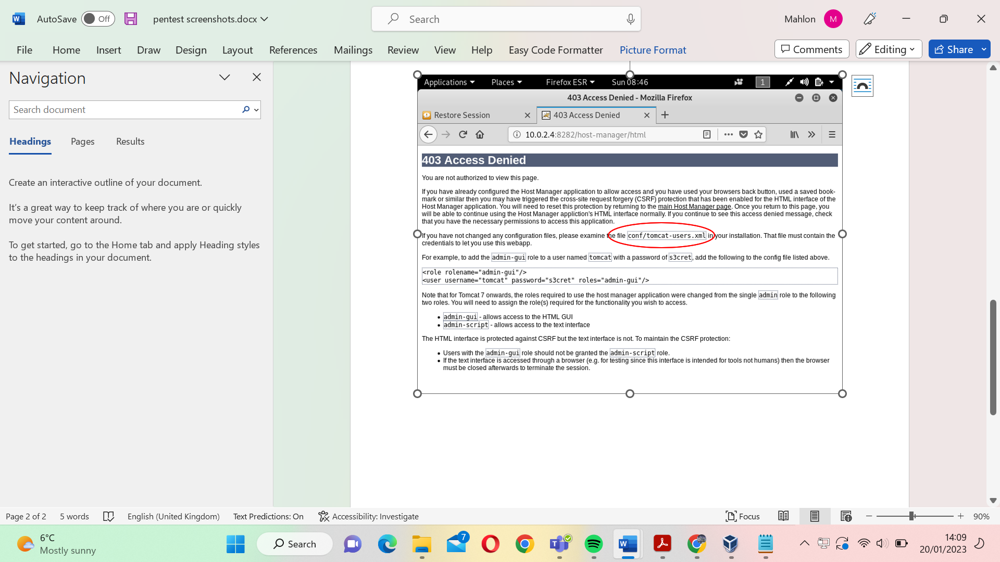 AutoSave Off pentest screenshots.docx Search Mahlon M
File Home Insert Draw Design Layout References Mailings Review View Help Easy Code Formatter Picture Format Comments Editing Share
Navigation
Search document
Headings Pages Results
Create an interactive outline of your document.
It's a great way to keep track of where you are or quickly
move your content around.
To get started, go to the Home tab and apply Heading styles
to the headings in your document.
Applications Places Firefox ESR Sun 08:46 1
403 Access Denied - Mozilla Firefox
Restore Session 403 Access Denied
10.0.2.4:8282/host-manager/html
403 Access Denied
You are not authorized to view this page.
If you have already configured the Host Manager application to allow access and you have used your browsers back button, used a saved book-
mark or similar then you may have triggered the cross-site request forgery (CSRF) protection that has been enabled for the HTML interface of the
Host Manager application. You will need to reset this protection by returning to the main Host Manager page. Once you return to this page, you
will be able to continue using the Host Manager appliction's HTML interface normally. If you continue to see this access denied message, check
that you have the necessary permissions to access this application.
If you have not changed any configuration files, please examine the file conf/tomcat-users.xml in your installation. That file must contain the
credentials to let you use this webapp.
For example, to add the admin-gui role to a user named tomcat with a password of s3cret, add the following to the config file listed above.
<role rolename="admin-gui"/>
<user username="tomcat" password="s3cret" roles="admin-gui"/>
Note that for Tomcat 7 onwards, the roles required to use the host manager application were changed from the single admin role to the following
two roles. You will need to assign the role(s) required for the functionality you wish to access.
• admin-gui - allows access to the HTML GUI
• admin-script - allows access to the text interface
The HTML interface is protected against CSRF but the text interface is not. To maintain the CSRF protection:
• Users with the admin-gui role should not be granted the admin-script role.
• If the text interface is accessed through a browser (e.g. for testing since this interface is intended for tools not humans) then the browser
must be closed afterwards to terminate the session.
Page 2 of 2 5 words English (United Kingdom) Text Predictions: On Accessibility: Investigate Focus 90%
6°C
Mostly sunny
Search
7
14:09
20/01/2023